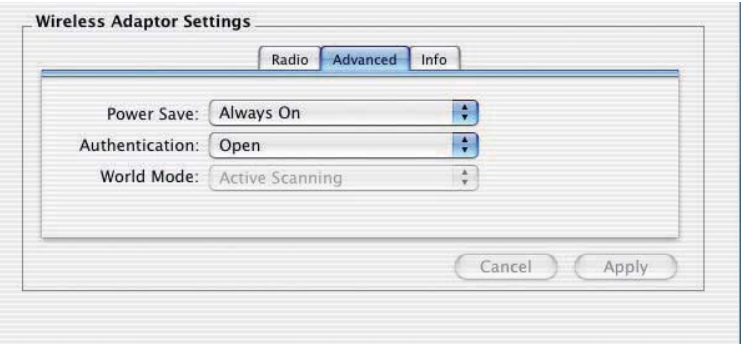 Wireless Adaptor Settings
Radio Advanced Info
Power Save: Always On
Authentication: Open
World Mode: Active Scanning
Cancel Apply